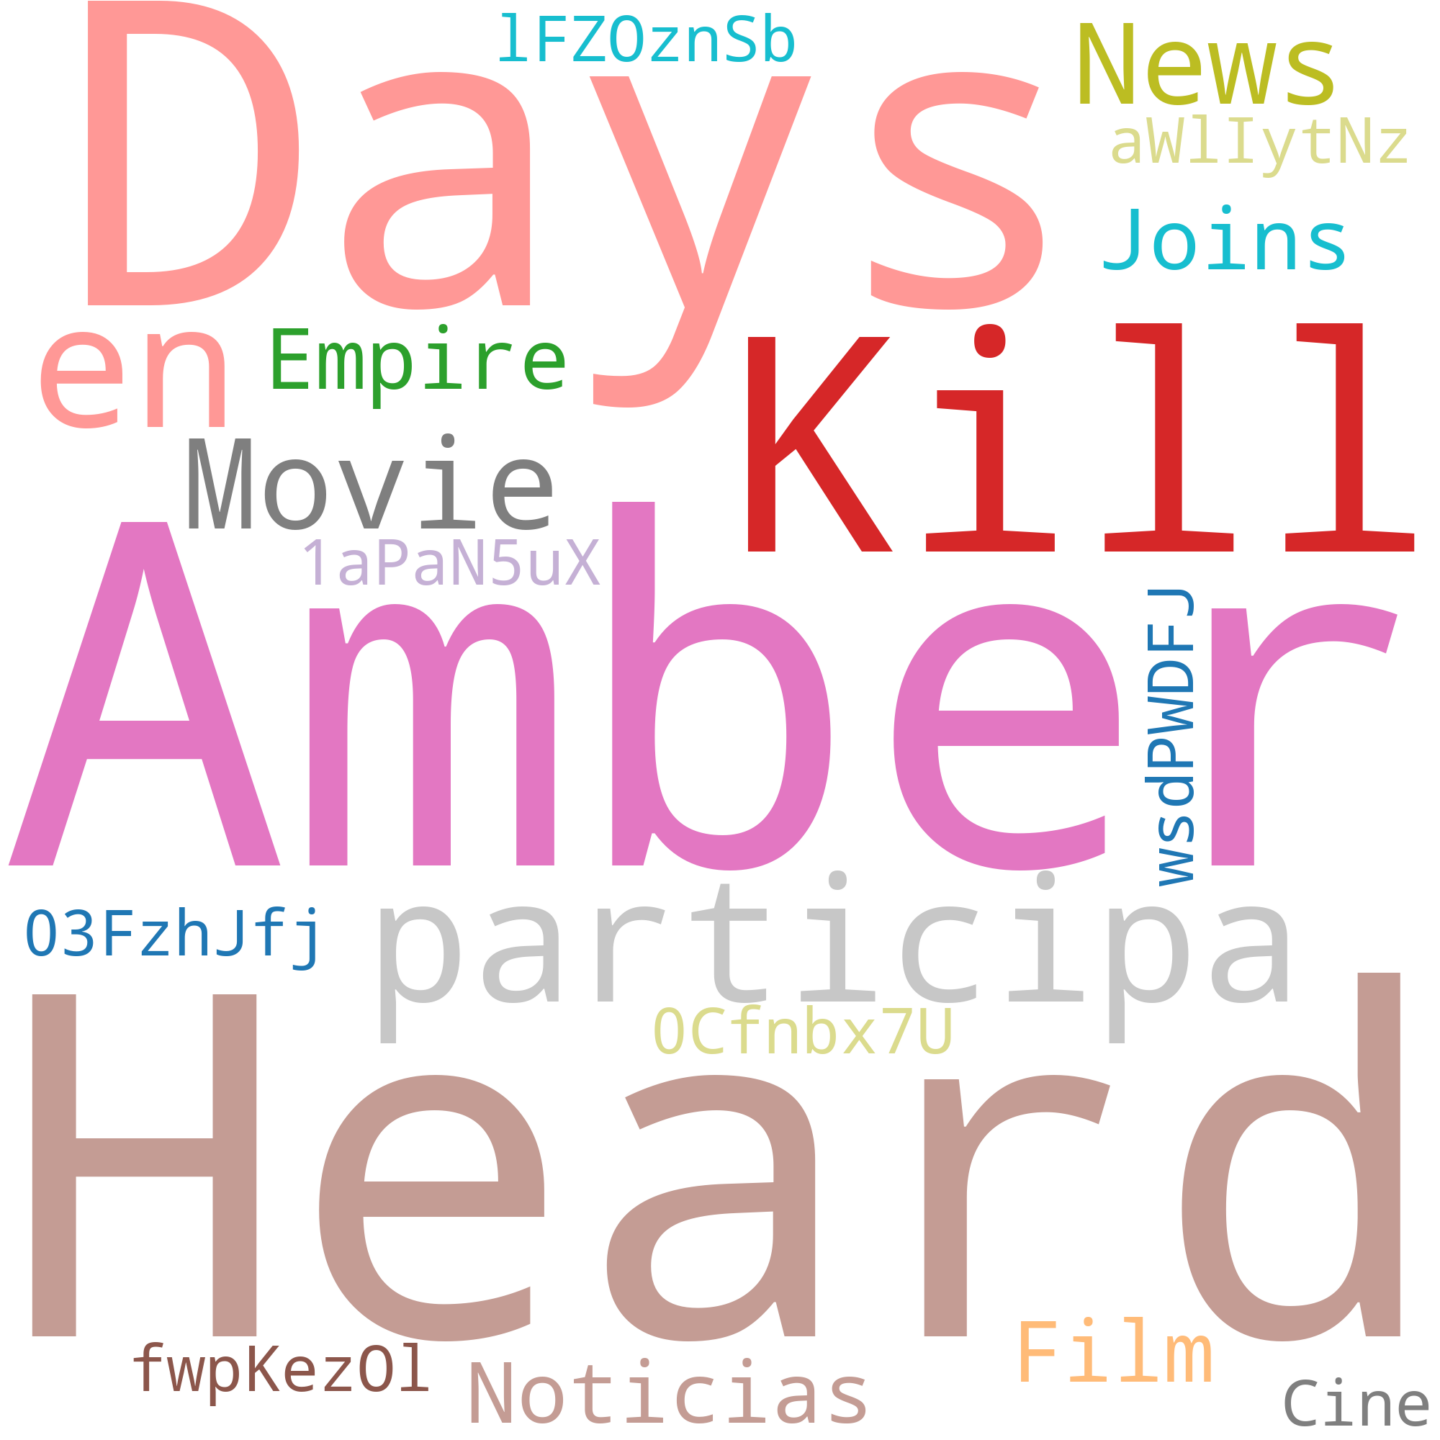 Days
lFZOznSb
News
aWlIytNz
Joins
en
Empire
Kill
Movie
1aPaN5uX
Amber
wsdPWDFJ
participa
03FzhJfj
0Cfnbx7U
Heard
fwpKezOl
Noticias
Film
Cine